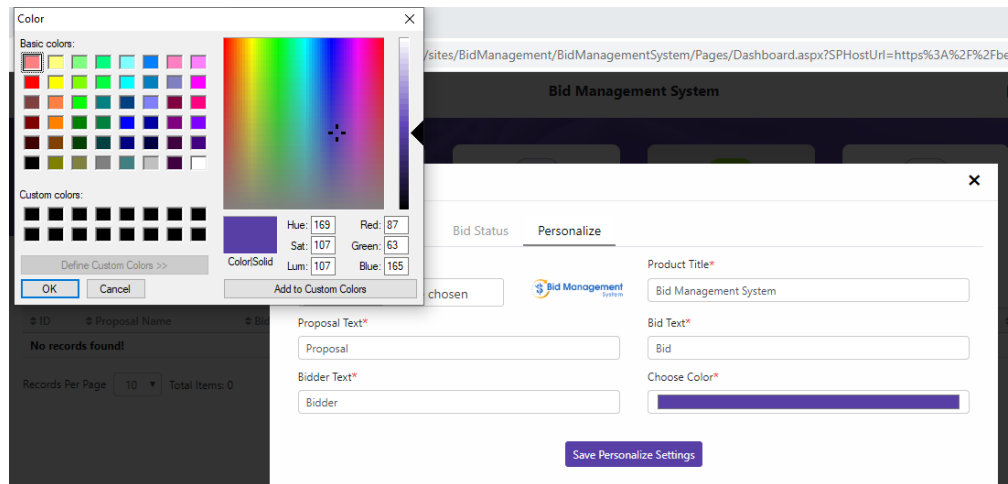 Color
Basic colors:
Custom colors:
Define Custom Colors >>
OK
Cancel
Color|Solid
Hue: 169
Sat: 107
Lum: 107
Red: 87
Green: 63
Blue: 165
Add to Custom Colors
/sites/BidManagement/BidManagementSystem/Pages/Dashboard.aspx?SPHostUrl=https%3A%2F%2Fbe
Bid Management System
Bid Status
Personalize
chosen
Bid Management
System
Product Title*
Bid Management System
Proposal Text*
Proposal
Bid Text*
Bid
Bidder Text*
Bidder
Choose Color*
Save Personalize Settings
ID
Proposal Name
Bid
No records found!
Records Per Page 10 Total Items: 0